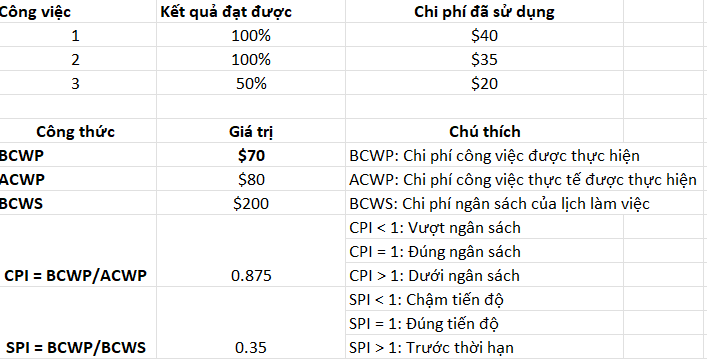 Công việc Kết quả đạt được Chi phí đã sử dụng
1 100% $40
2 100% $35
3 50% $20
Công thức Giá trị Chú thích
BCWP $70 BCWP: Chi phí công việc được thực hiện
ACWP $80 ACWP: Chi phí công việc thực tế được thực hiện
BCWS $200 BCWS: Chi phí ngân sách của lịch làm việc
CPI < 1: Vượt ngân sách
CPI = 1: Đúng ngân sách
CPI = BCWP/ACWP 0.875 CPI > 1: Dưới ngân sách
SPI < 1: Chậm tiến độ
SPI = 1: Đúng tiến độ
SPI = BCWP/BCWS 0.35 SPI > 1: Trước thời hạn